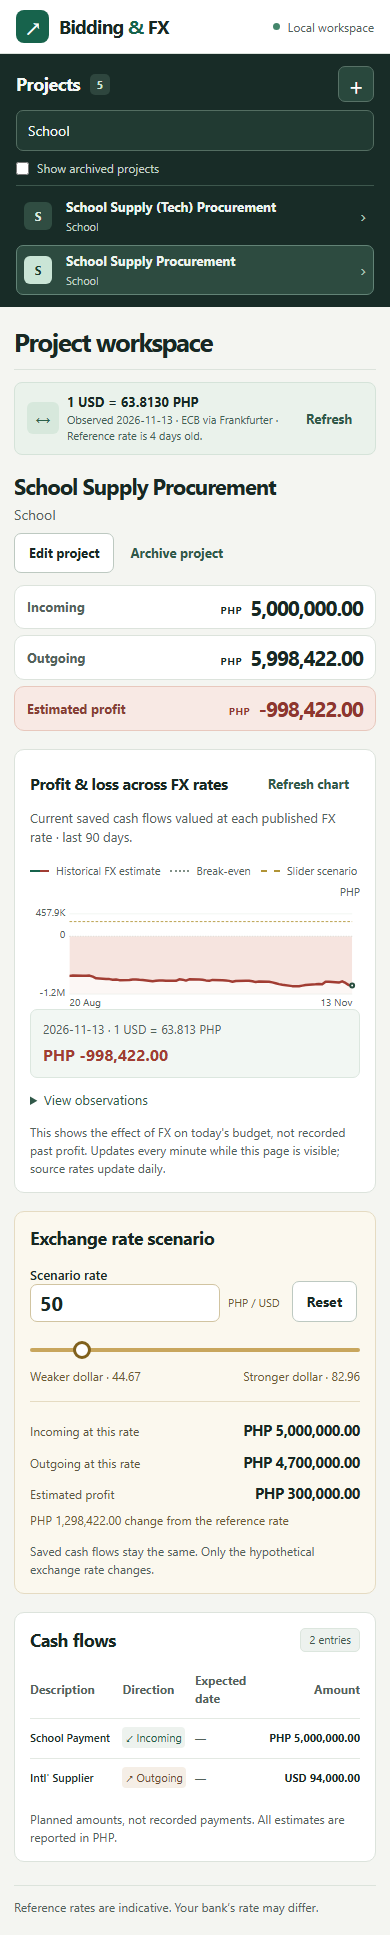 Bidding & FX
Local workspace
Projects 5
+
School
Show archived projects
S
School Supply (Tech) Procurement
School
S
School Supply Procurement
School
Project workspace
1 USD = 63.8130 PHP
Observed 2026-11-13 · ECB via Frankfurter ·
Reference rate is 4 days old.
Refresh
School Supply Procurement
School
Edit project
Archive project
Incoming PHP 5,000,000.00
Outgoing PHP 5,998,422.00
Estimated profit PHP -998,422.00
Profit & loss across FX rates
Refresh chart
Current saved cash flows valued at each published FX
rate · last 90 days.
Historical FX estimate Break-even Slider scenario
PHP
457.9K
0
-1.2M
20 Aug 13 Nov
2026-11-13 · 1 USD = 63.813 PHP
PHP -998,422.00
View observations
This shows the effect of FX on today's budget, not recorded
past profit. Updates every minute while this page is visible;
source rates update daily.
Exchange rate scenario
Scenario rate
50 PHP / USD Reset
Weaker dollar · 44.67 Stronger dollar · 82.96
Incoming at this rate PHP 5,000,000.00
Outgoing at this rate PHP 4,700,000.00
Estimated profit PHP 300,000.00
PHP 1,298,422.00 change from the reference rate
Saved cash flows stay the same. Only the hypothetical
exchange rate changes.
Cash flows
2 entries
Description Direction Expected date Amount
School Payment ↙ Incoming — PHP 5,000,000.00
Intl' Supplier ↗ Outgoing — USD 94,000.00
Planned amounts, not recorded payments. All estimates are
reported in PHP.
Reference rates are indicative. Your bank's rate may differ.